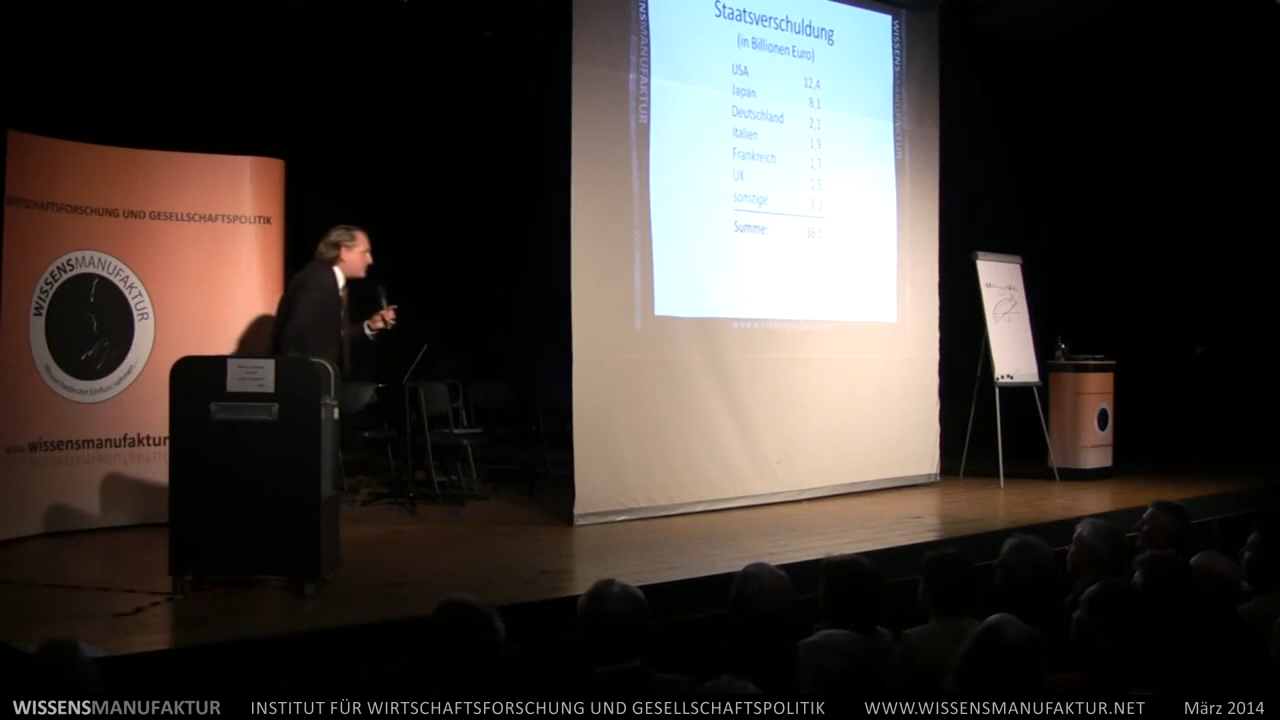 Staatsverschuldung
(in Billionen Euro)
USA 12,4
Japan 8,1
Deutschland 2,1
Italien 1,9
Frankreich 1,7
UK 1,5
sonstige
Summe:
WISSENSMANUFAKTUR
WISSENSMANUFAKTUR
WIRTSCHAFTSFORSCHUNG UND GESELLSCHAFTSPOLITIK
WISSENSMANUFAKTUR
www.wissensmanufaktur
WISSENSMANUFAKTUR INSTITUT FÜR WIRTSCHAFTSFORSCHUNG UND GESELLSCHAFTSPOLITIK WWW.WISSENSMANUFAKTUR.NET März 2014